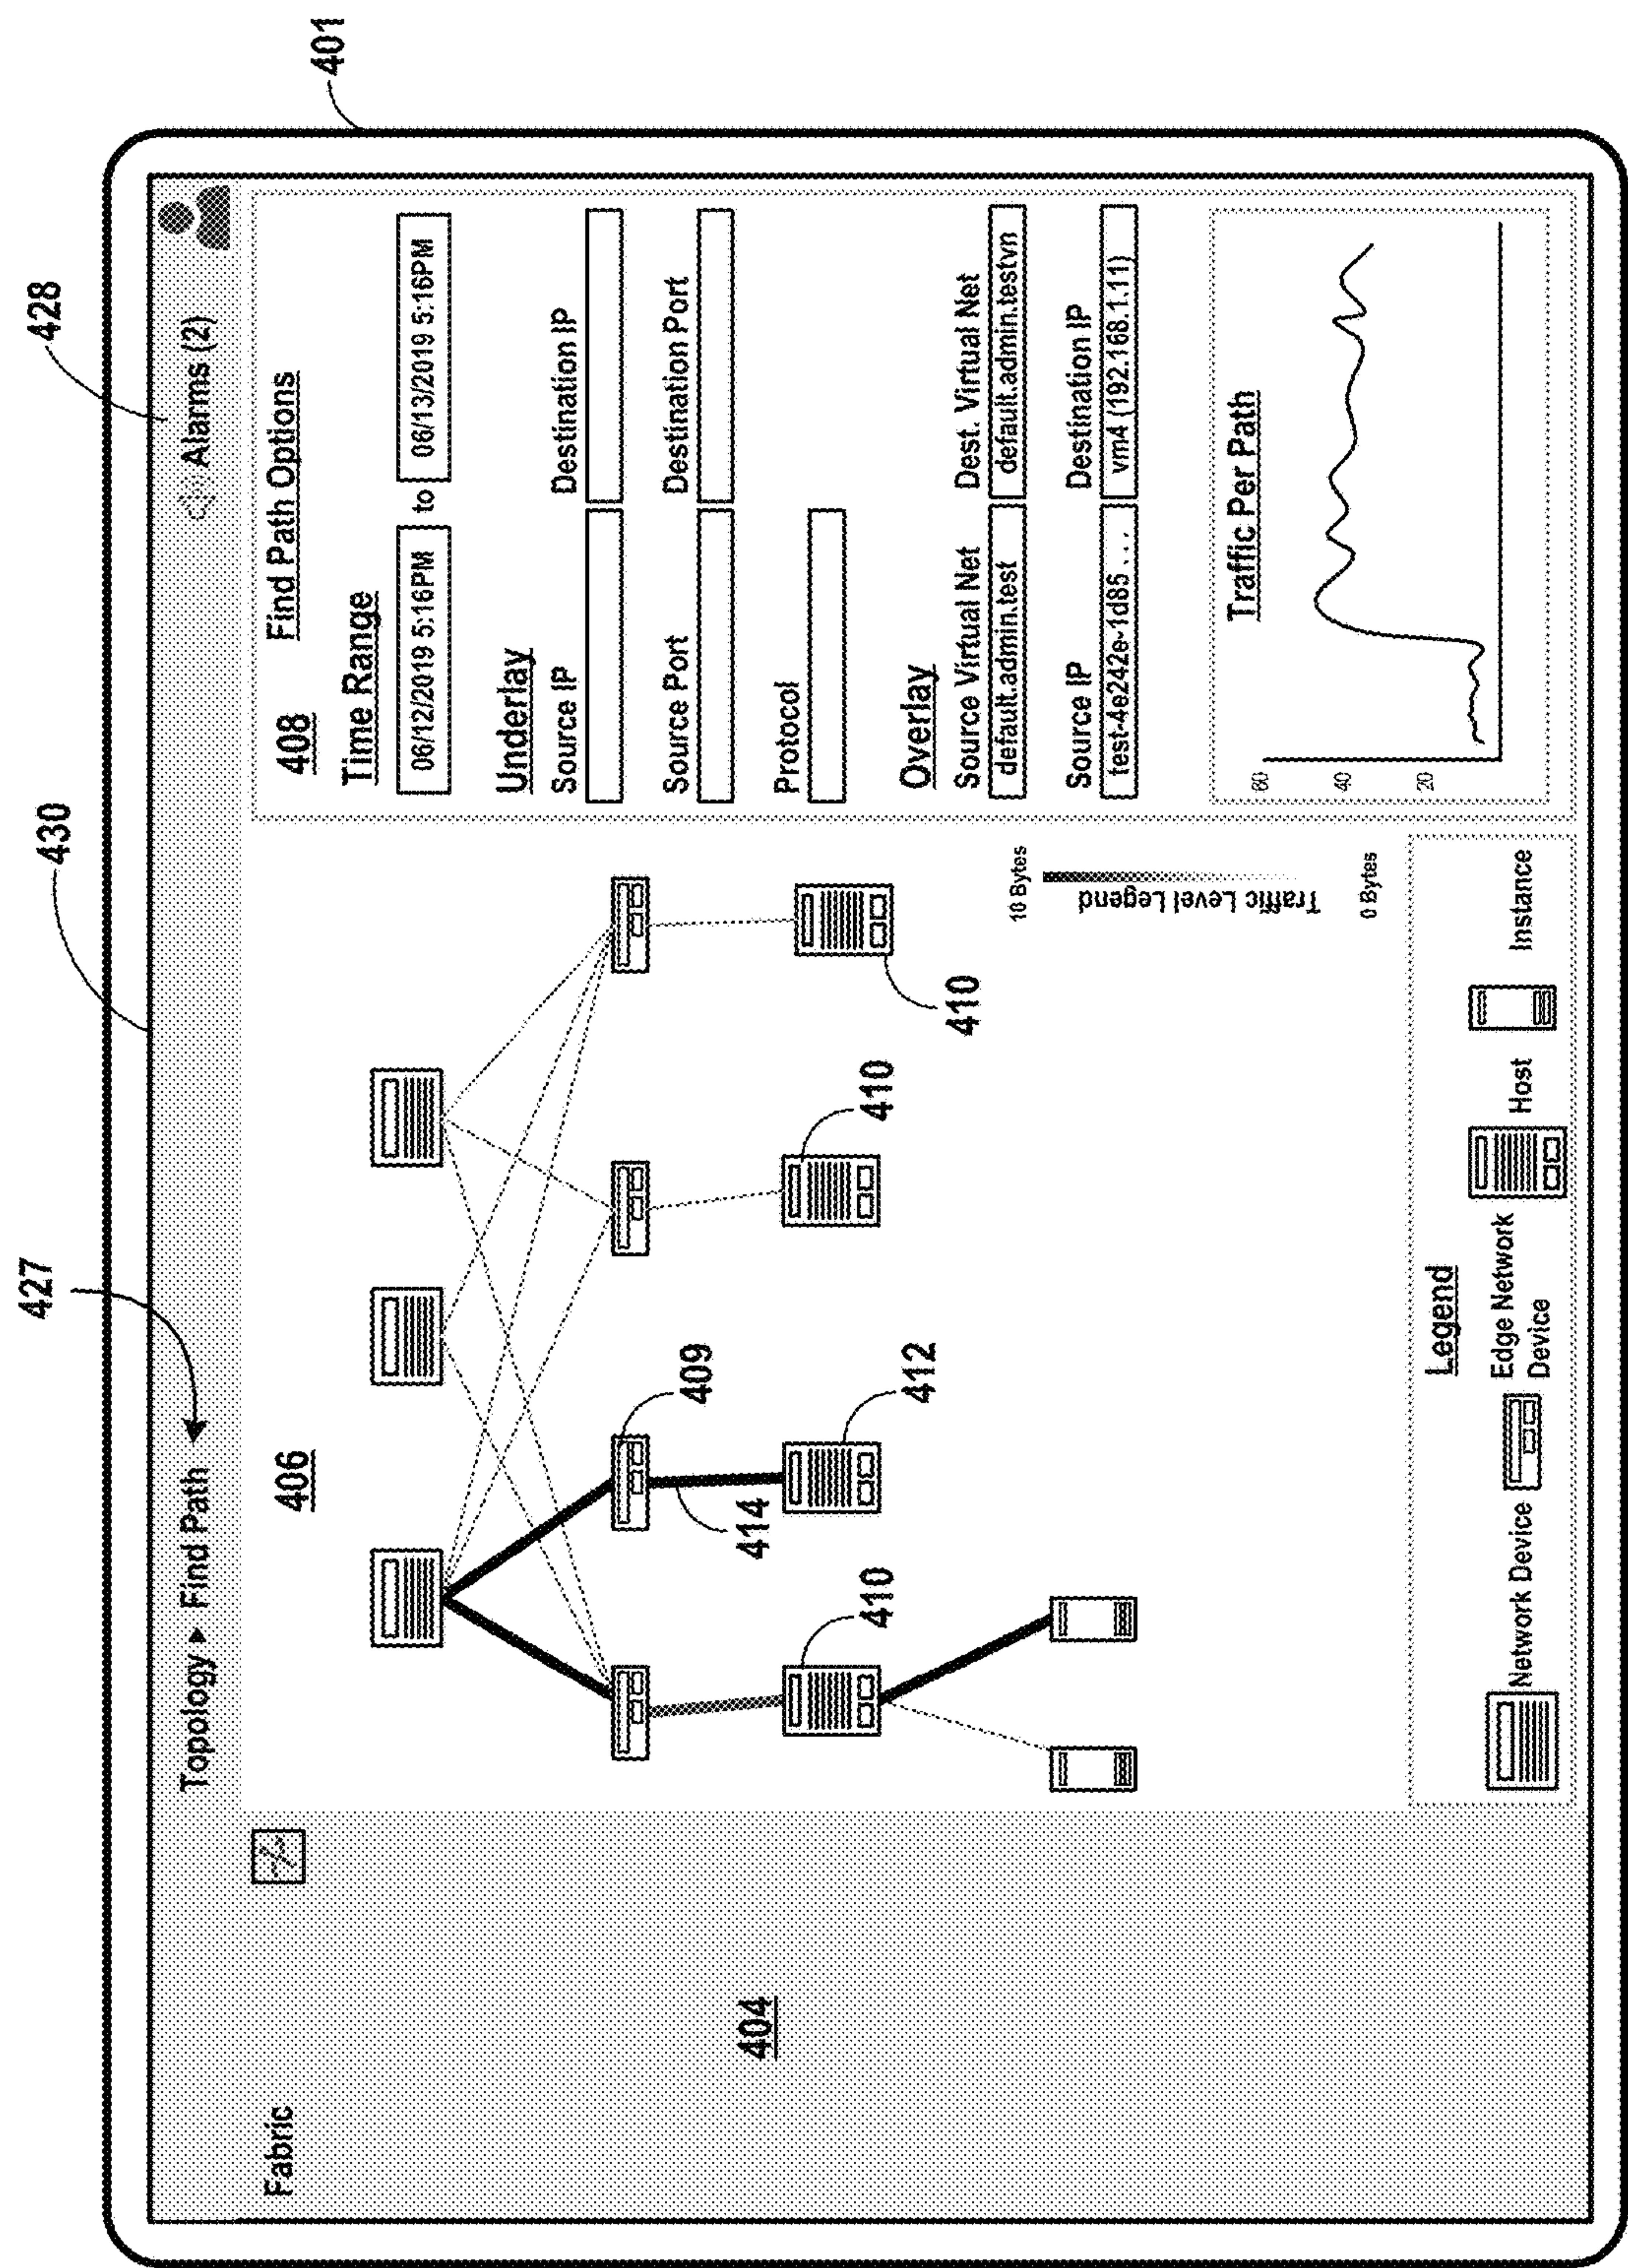 427
430
428
401
Topology ► Find Path
Alarms (2)
Fabric
404
406
409
414
410
412
410
410
10 Bytes
Traffic Level Legend
0 Bytes
Legend
Network Device
Edge Network
Device
Host
Instance
408
Find Path Options
Time Range
06/12/2019 5:16PM to 06/13/2019 5:16PM
Underlay
Source IP Destination IP
Source Port Destination Port
Protocol
Overlay
Source Virtual Net Dest. Virtual Net
default.admin.test default.admin.testvn
Source IP Destination IP
test-4e242e-1d85 ... vm4 (192.168.1.11)
Traffic Per Path
60
40
20